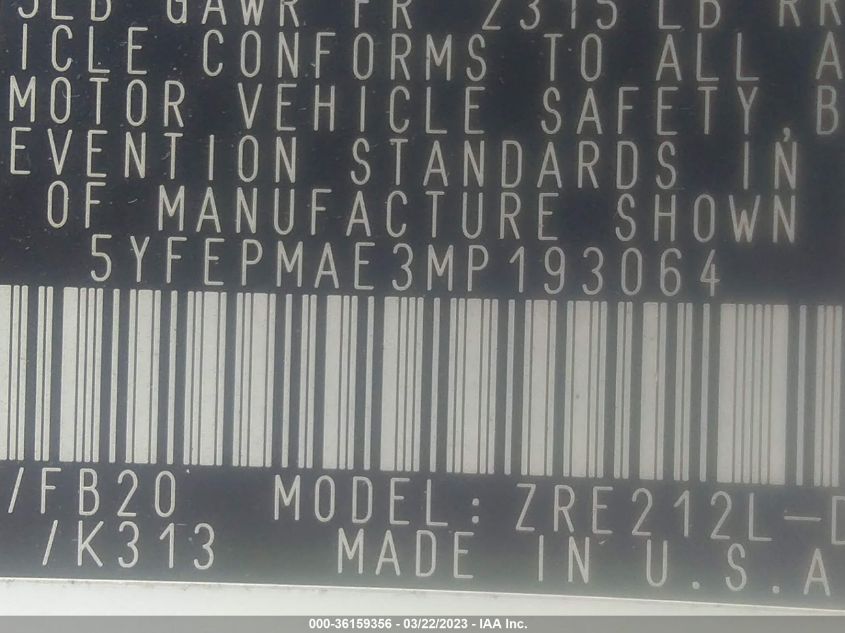 GAWR FR 2315 LB RR
ICLE CONFORMS TO ALL A
MOTOR VEHICLE SAFETY, B
EVENTION STANDARDS IN
OF MANUFACTURE SHOWN
5YFEPMAE3MP193064
/FB20 MODEL: ZRE212L-D
/K313 MADE IN U.S.A
000-36159356 - 03/22/2023 - IAA Inc.